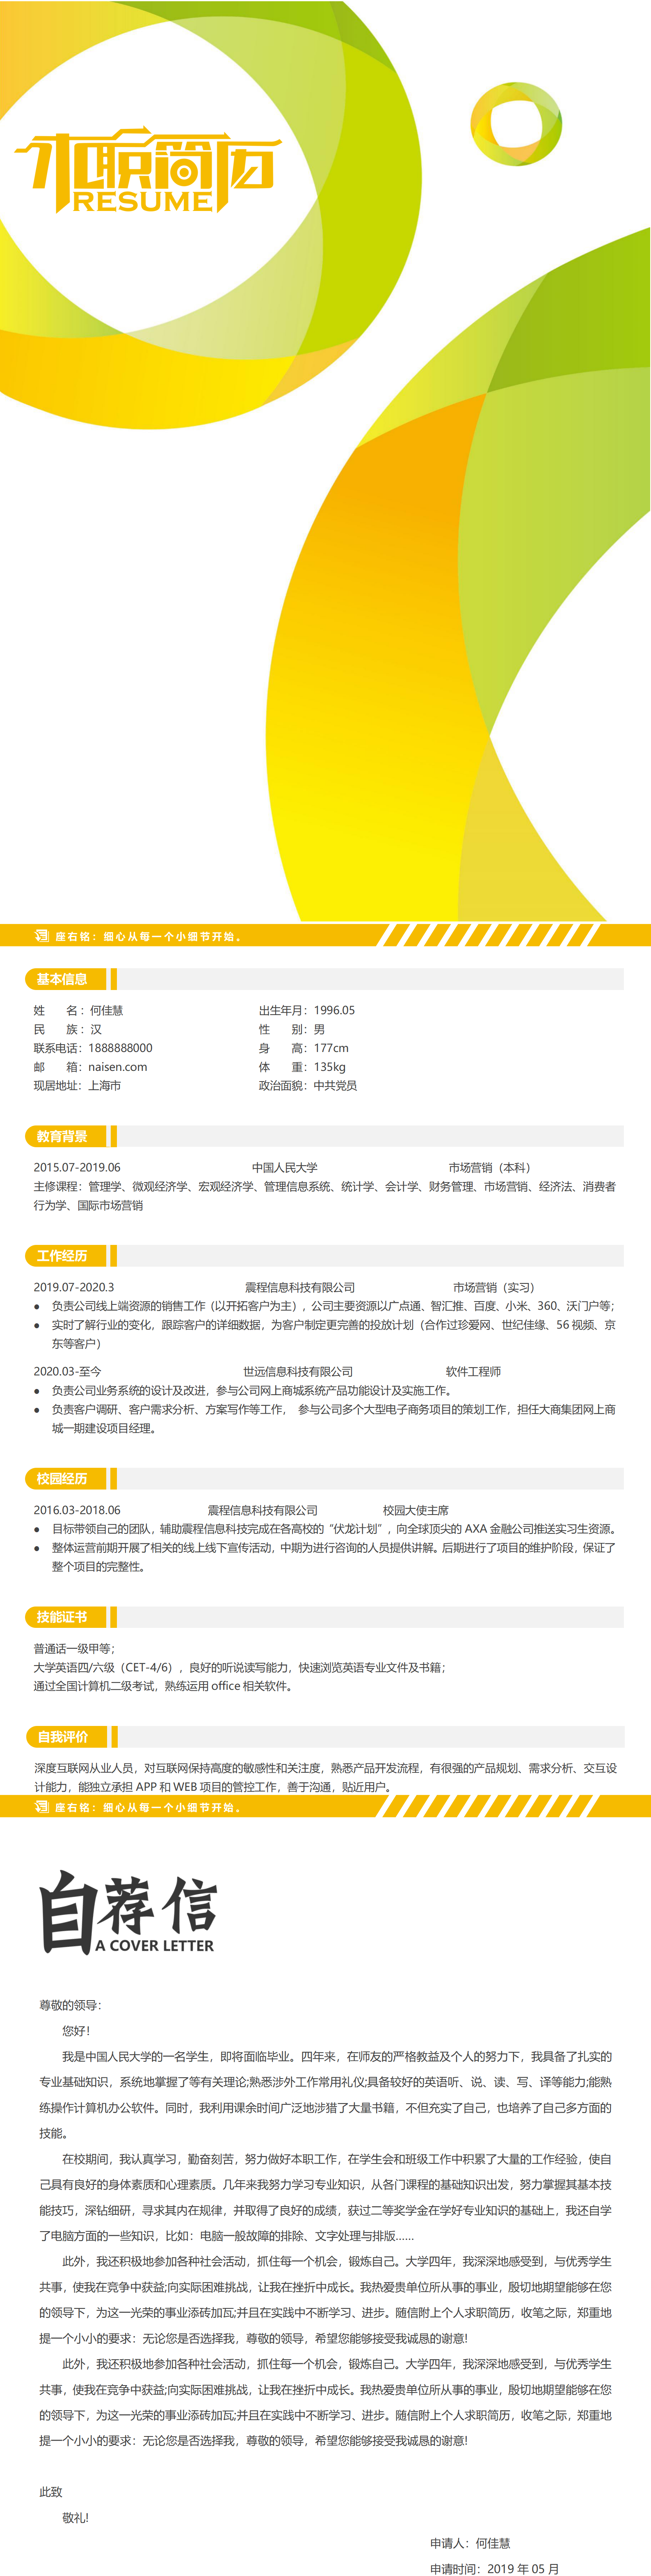 求职简历
RESUME
座右铭：细心从每一个小细节开始。
基本信息
姓 名：何佳慧 出生年月：1996.05
民 族：汉 性 别：男
联系电话：1888888000 身 高：177cm
邮 箱：naisen.com 体 重：135kg
现居地址：上海市 政治面貌：中共党员
教育背景
2015.07-2019.06 中国人民大学 市场营销（本科）
主修课程：管理学、微观经济学、宏观经济学、管理信息系统、统计学、会计学、财务管理、市场营销、经济法、消费者
行为学、国际市场营销
工作经历
2019.07-2020.3 震程信息科技有限公司 市场营销（实习）
● 负责公司线上端资源的销售工作（以开拓客户为主），公司主要资源以广点通、智汇推、百度、小米、360、沃门户等；
● 实时了解行业的变化，跟踪客户的详细数据，为客户制定更完善的投放计划（合作过珍爱网、世纪佳缘、56 视频、京
东等客户）
2020.03-至今 世远信息科技有限公司 软件工程师
● 负责公司业务系统的设计及改进，参与公司网上商城系统产品功能设计及实施工作。
● 负责客户调研、客户需求分析、方案写作等工作， 参与公司多个大型电子商务项目的策划工作，担任大商集团网上商
城一期建设项目经理。
校园经历
2016.03-2018.06 震程信息科技有限公司 校园大使主席
● 目标带领自己的团队，辅助震程信息科技完成在各高校的“伏龙计划”，向全球顶尖的 AXA 金融公司推送实习生资源。
● 整体运营前期开展了相关的线上线下宣传活动，中期为进行咨询的人员提供讲解。后期进行了项目的维护阶段，保证了
整个项目的完整性。
技能证书
普通话一级甲等；
大学英语四/六级（CET-4/6），良好的听说读写能力，快速浏览英语专业文件及书籍；
通过全国计算机二级考试，熟练运用 office 相关软件。
自我评价
深度互联网从业人员，对互联网保持高度的敏感性和关注度，熟悉产品开发流程，有很强的产品规划、需求分析、交互设
计能力，能独立承担 APP 和 WEB 项目的管控工作，善于沟通，贴近用户。
座右铭：细心从每一个小细节开始。
自荐信
A COVER LETTER
尊敬的领导：
您好！
我是中国人民大学的一名学生，即将面临毕业。四年来，在师友的严格教益及个人的努力下，我具备了扎实的
专业基础知识，系统地掌握了等有关理论;熟悉涉外工作常用礼仪;具备较好的英语听、说、读、写、译等能力;能熟
练操作计算机办公软件。同时，我利用课余时间广泛地涉猎了大量书籍，不但充实了自己，也培养了自己多方面的
技能。
在校期间，我认真学习，勤奋刻苦，努力做好本职工作，在学生会和班级工作中积累了大量的工作经验，使自
己具有良好的身体素质和心理素质。几年来我努力学习专业知识，从各门课程的基础知识出发，努力掌握其基本技
能技巧，深钻细研，寻求其内在规律，并取得了良好的成绩，获过二等奖学金在学好专业知识的基础上，我还自学
了电脑方面的一些知识，比如：电脑一般故障的排除、文字处理与排版……
此外，我还积极地参加各种社会活动，抓住每一个机会，锻炼自己。大学四年，我深深地感受到，与优秀学生
共事，使我在竞争中获益;向实际困难挑战，让我在挫折中成长。我热爱贵单位所从事的事业，殷切地期望能够在您
的领导下，为这一光荣的事业添砖加瓦;并且在实践中不断学习、进步。随信附上个人求职简历，收笔之际，郑重地
提一个小小的要求：无论您是否选择我，尊敬的领导，希望您能够接受我诚恳的谢意!
此外，我还积极地参加各种社会活动，抓住每一个机会，锻炼自己。大学四年，我深深地感受到，与优秀学生
共事，使我在竞争中获益;向实际困难挑战，让我在挫折中成长。我热爱贵单位所从事的事业，殷切地期望能够在您
的领导下，为这一光荣的事业添砖加瓦;并且在实践中不断学习、进步。随信附上个人求职简历，收笔之际，郑重地
提一个小小的要求：无论您是否选择我，尊敬的领导，希望您能够接受我诚恳的谢意!
此致
敬礼!
申请人：何佳慧
申请时间：2019 年 05 月